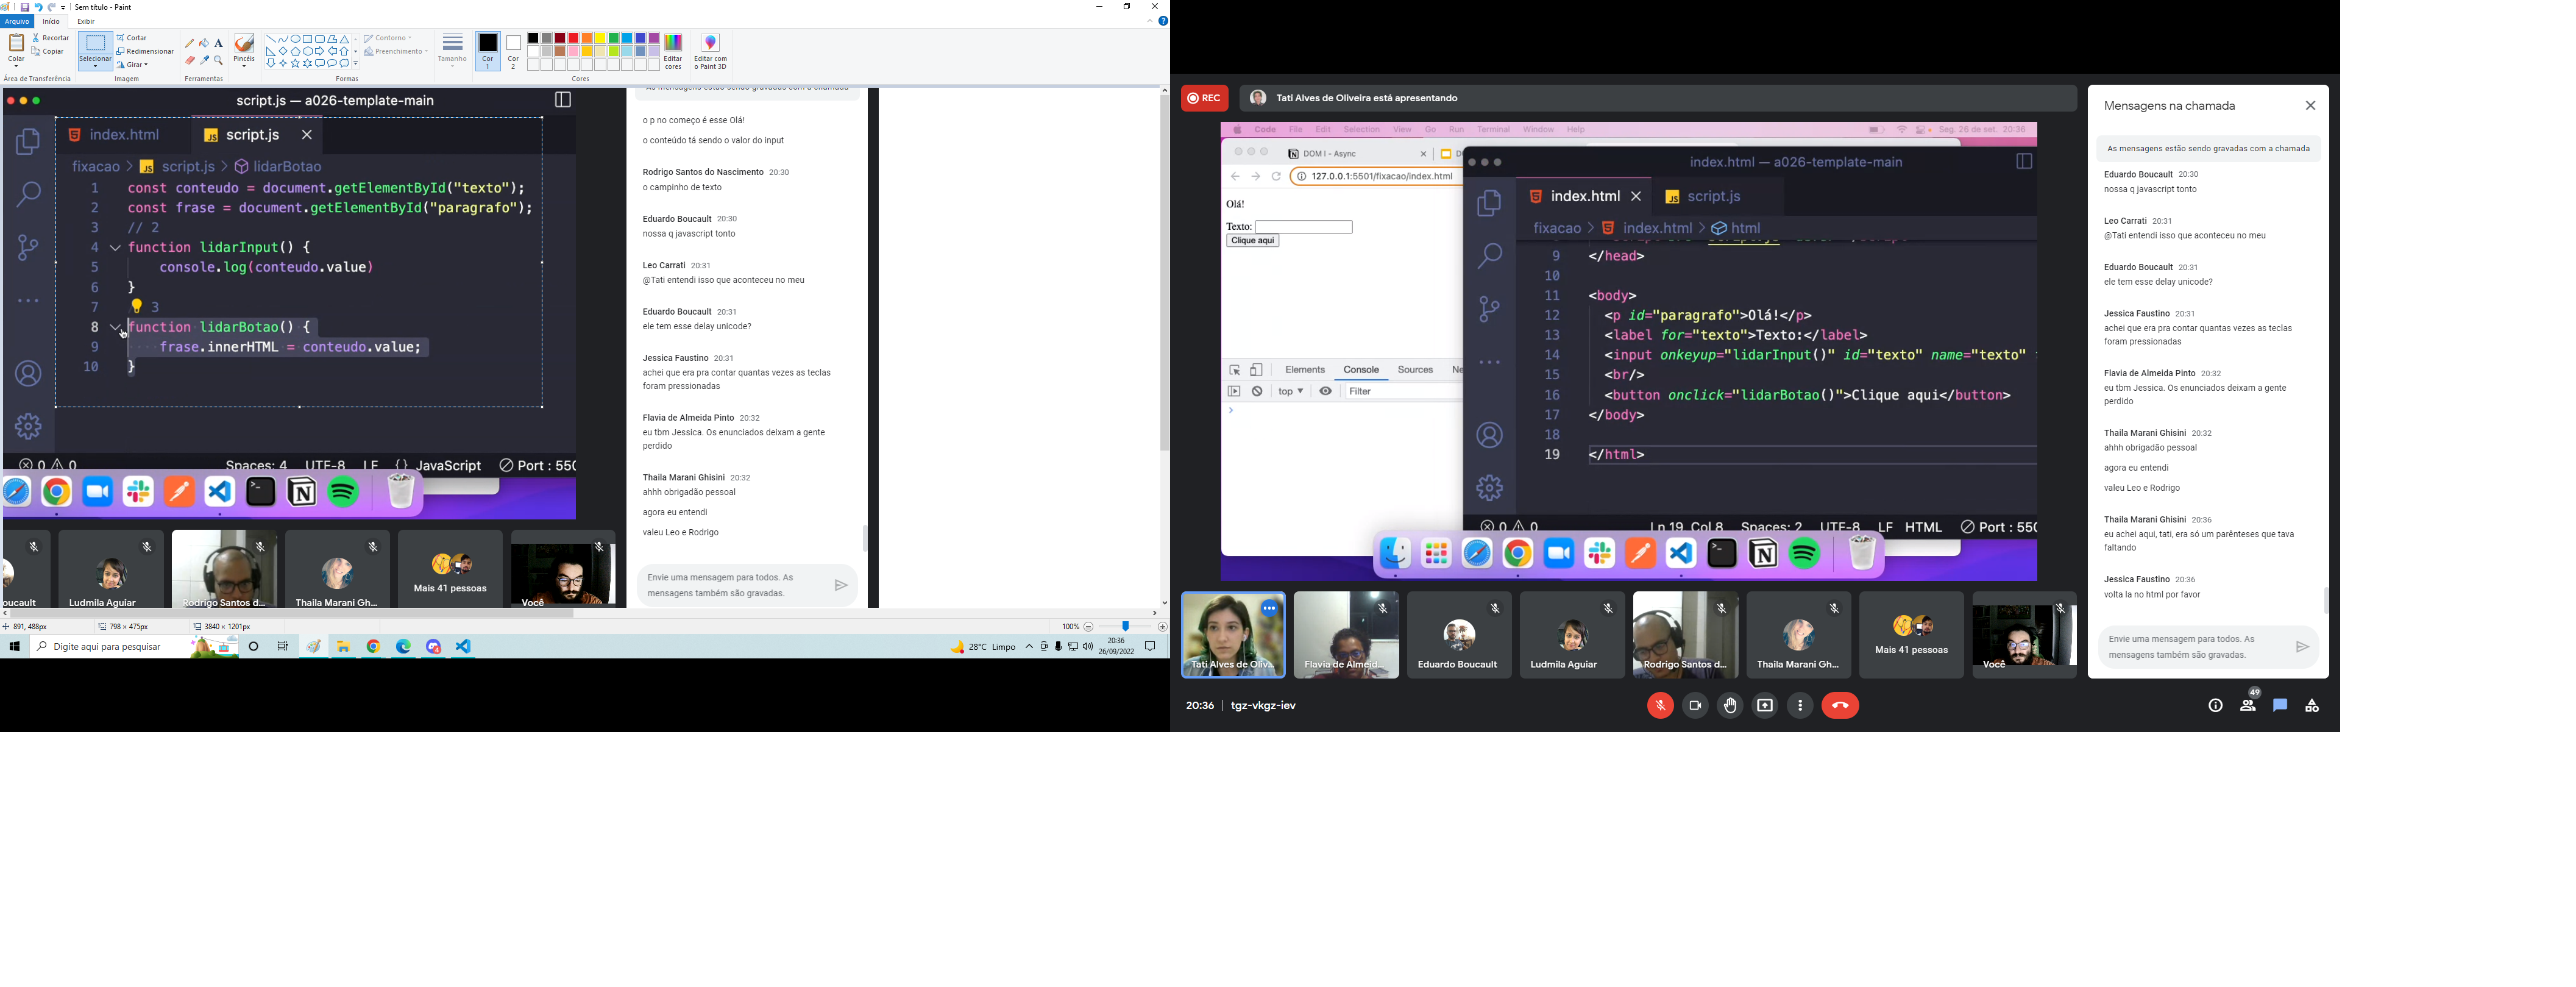 Sem título - Paint
Arquivo Início Exibir
Colar
Recortar
Copiar
Área de Transferência
Selecionar
Cortar
Redimensionar
Girar
Imagem
Ferramentas
Pincéis
Formas
Contorno
Preenchimento
Tamanho
Cor 1
Cor 2
Cores
Editar cores
Editar com o Paint 3D
script.js — a026-template-main
index.html script.js
fixacao > script.js > lidarBotao
1 const conteudo = document.getElementById("texto");
2 const frase = document.getElementById("paragrafo");
3 // 2
4 function lidarInput() {
5 console.log(conteudo.value)
6 }
7 3
8 function lidarBotao() {
9 frase.innerHTML = conteudo.value;
10 }
0 0 Spaces: 4 UTF-8 LF {} JavaScript Port : 550
oucault
Ludmila Aguiar
Rodrigo Santos d...
Thaila Marani Gh...
Mais 41 pessoas
Você
As mensagens estão sendo gravadas com a chamada
o p no começo é esse Olá!
o conteúdo tá sendo o valor do input
Rodrigo Santos do Nascimento 20:30
o campinho de texto
Eduardo Boucault 20:30
nossa q javascript tonto
Leo Carrati 20:31
@Tati entendi isso que aconteceu no meu
Eduardo Boucault 20:31
ele tem esse delay unicode?
Jessica Faustino 20:31
achei que era pra contar quantas vezes as teclas
foram pressionadas
Flavia de Almeida Pinto 20:32
eu tbm Jessica. Os enunciados deixam a gente
perdido
Thaila Marani Ghisini 20:32
ahhh obrigadão pessoal
agora eu entendi
valeu Leo e Rodrigo
Envie uma mensagem para todos. As
mensagens também são gravadas.
891, 488px 798 × 475px 3840 × 1201px 100%
Digite aqui para pesquisar
28°C Limpo
20:36
26/09/2022
REC
Tati Alves de Oliveira está apresentando
Code File Edit Selection View Go Run Terminal Window Help
Seg. 26 de set. 20:36
DOM I - Async
127.0.0.1:5501/fixacao/index.html
Olá!
Texto:
Clique aqui
Elements Console Sources Ne
top Filter
index.html — a026-template-main
index.html script.js
fixacao > index.html > html
9 </head>
10
11 <body>
12 <p id="paragrafo">Olá!</p>
13 <label for="texto">Texto:</label>
14 <input onkeyup="lidarInput()" id="texto" name="texto"
15 <br/>
16 <button onclick="lidarBotao()">Clique aqui</button>
17 </body>
18
19 </html>
0 0 Ln 19, Col 8 Spaces: 2 UTF-8 LF HTML Port : 550
Tati Alves de Oliv...
Flavia de Almeid...
Eduardo Boucault
Ludmila Aguiar
Rodrigo Santos d...
Thaila Marani Gh...
Mais 41 pessoas
Você
20:36 | tgz-vkgz-iev
49
Mensagens na chamada
As mensagens estão sendo gravadas com a chamada
Eduardo Boucault 20:30
nossa q javascript tonto
Leo Carrati 20:31
@Tati entendi isso que aconteceu no meu
Eduardo Boucault 20:31
ele tem esse delay unicode?
Jessica Faustino 20:31
achei que era pra contar quantas vezes as teclas
foram pressionadas
Flavia de Almeida Pinto 20:32
eu tbm Jessica. Os enunciados deixam a gente
perdido
Thaila Marani Ghisini 20:32
ahhh obrigadão pessoal
agora eu entendi
valeu Leo e Rodrigo
Thaila Marani Ghisini 20:36
eu achei aqui, tati, era só um parênteses que tava
faltando
Jessica Faustino 20:36
volta la no html por favor
Envie uma mensagem para todos. As
mensagens também são gravadas.